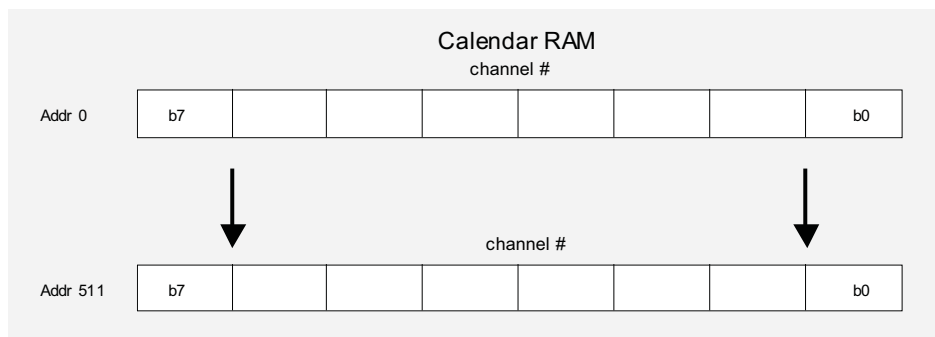 Calendar RAM
channel #
Addr 0 b7 b0
channel #
Addr 511 b7 b0